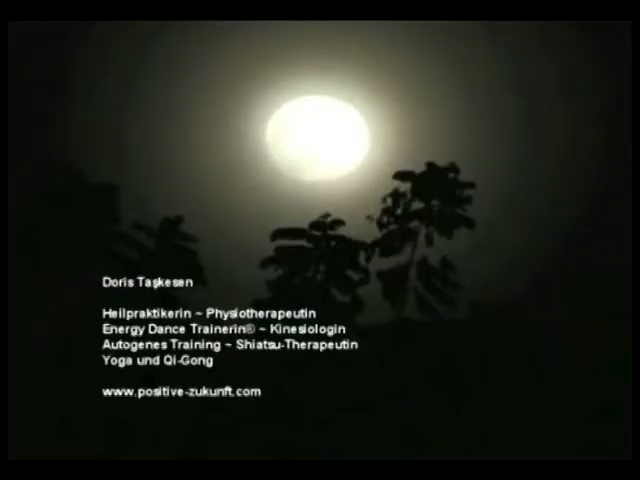 Doris Taşkesen
Heilpraktikerin ~ Physiotherapeutin
Energy Dance Trainerin® ~ Kinesiologin
Autogenes Training ~ Shiatsu-Therapeutin
Yoga und Qi-Gong
www.positive-zukunft.com